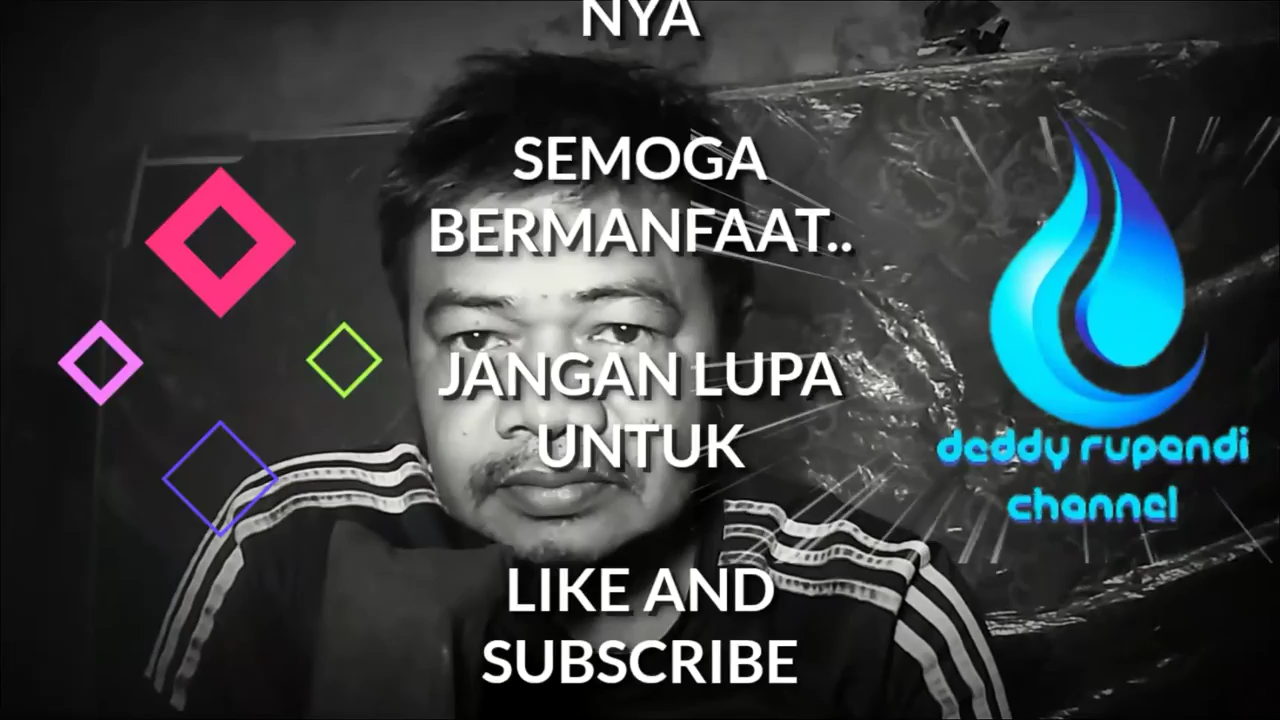 NYA
SEMOGA
BERMANFAAT..
JANGAN LUPA
UNTUK
LIKE AND
SUBSCRIBE
deddy rupandi
channel